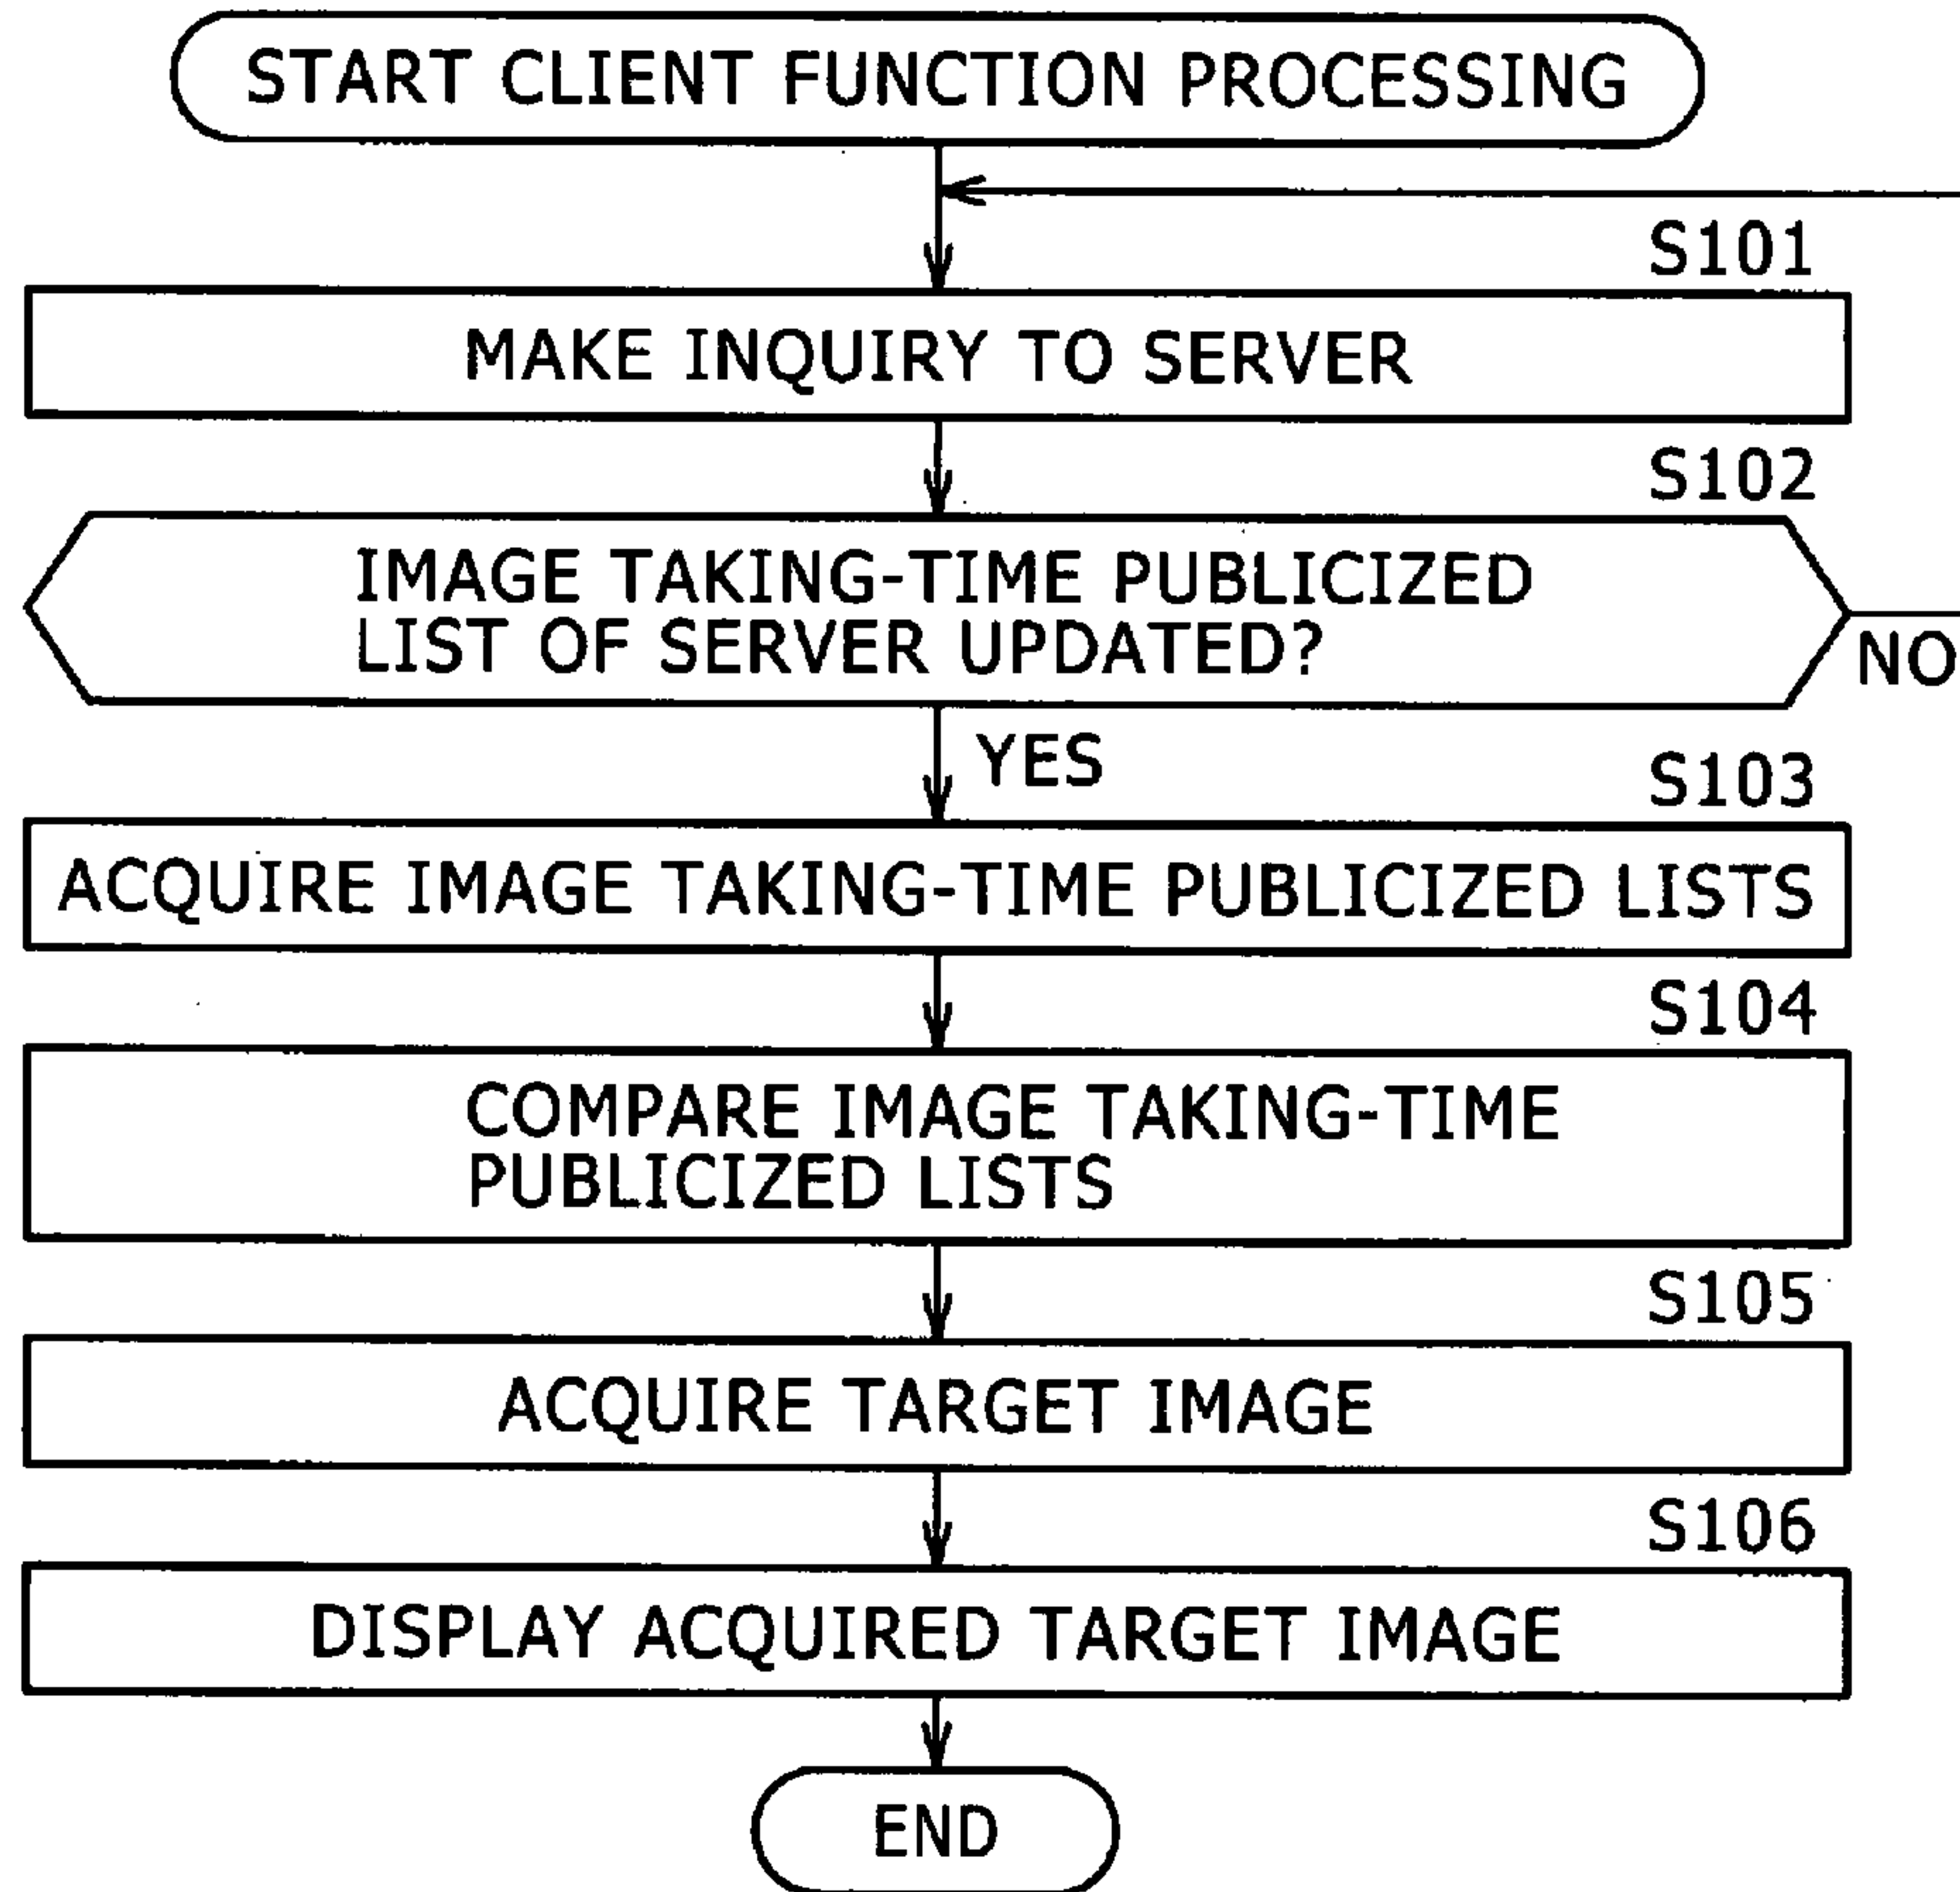 START CLIENT FUNCTION PROCESSING
S101
MAKE INQUIRY TO SERVER
S102
IMAGE TAKING-TIME PUBLICIZED
LIST OF SERVER UPDATED?
NO
YES
S103
ACQUIRE IMAGE TAKING-TIME PUBLICIZED LISTS
S104
COMPARE IMAGE TAKING-TIME
PUBLICIZED LISTS
S105
ACQUIRE TARGET IMAGE
S106
DISPLAY ACQUIRED TARGET IMAGE
END